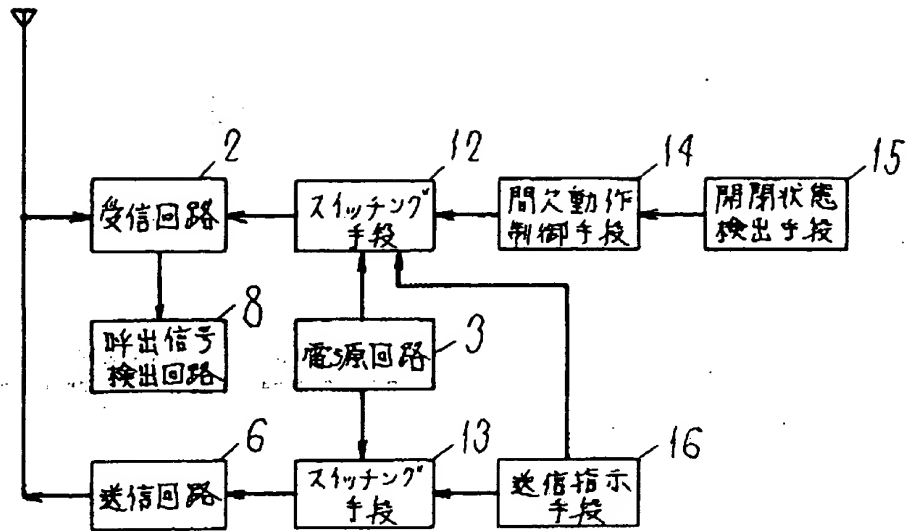 2
受信回路
12
スイッチング
手段
14
間欠動作
制御手段
15
開閉状態
検出手段
8
呼出信号
検出回路
3
電源回路
6
送信回路
13
スイッチング
手段
16
送信指示
手段